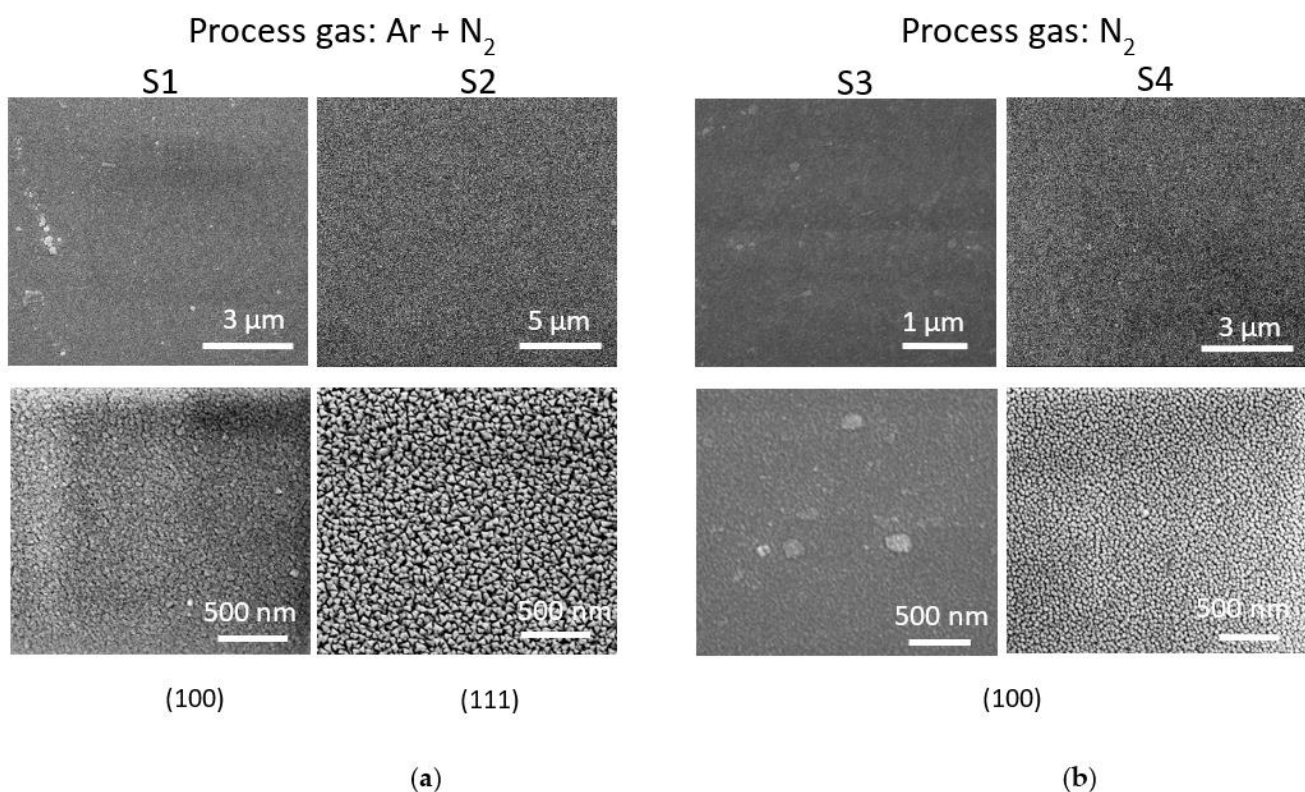 Process gas: Ar + N₂
S1
S2
3 µm
5 µm
500 nm
500 nm
(100)
(111)
(a)
Process gas: N₂
S3
S4
1 µm
3 µm
500 nm
500 nm
(100)
(b)